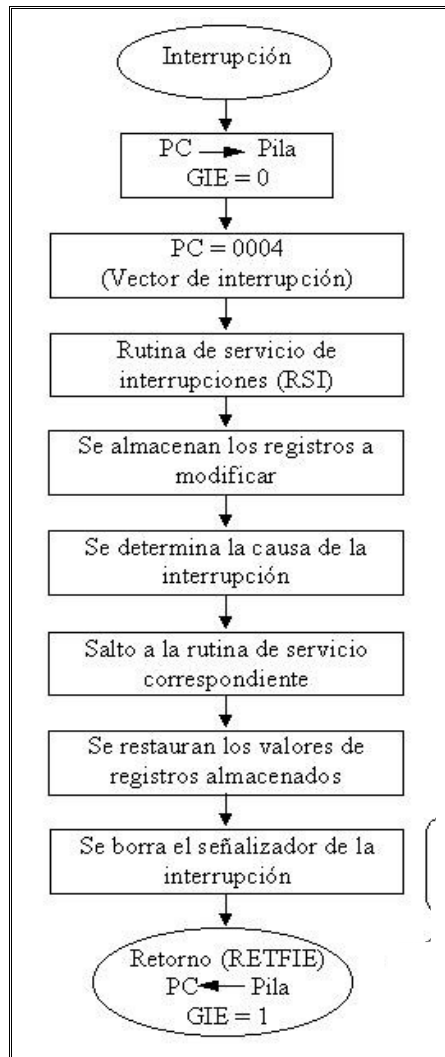 Interrupción
PC → Pila
GIE = 0
PC = 0004
(Vector de interrupción)
Rutina de servicio de
interrupciones (RSI)
Se almacenan los registros a
modificar
Se determina la causa de la
interrupción
Salto a la rutina de servicio
correspondiente
Se restauran los valores de
registros almacenados
Se borra el señalizador de la
interrupción
Retorno (RETFIE)
PC ← Pila
GIE = 1